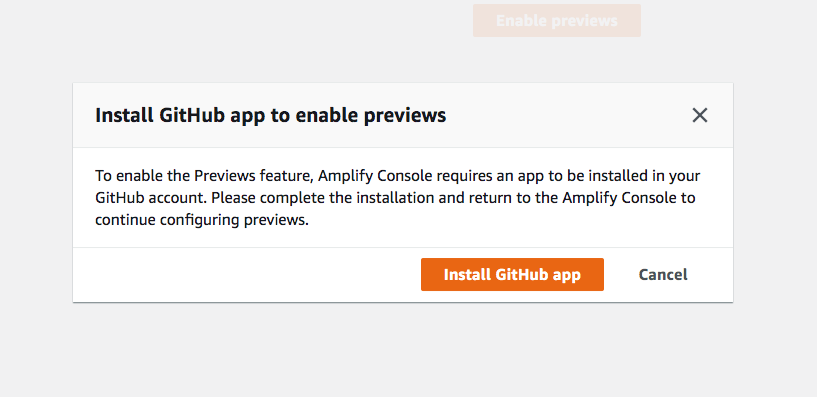 Enable previews
Install GitHub app to enable previews
To enable the Previews feature, Amplify Console requires an app to be installed in your
GitHub account. Please complete the installation and return to the Amplify Console to
continue configuring previews.
Install GitHub app
Cancel